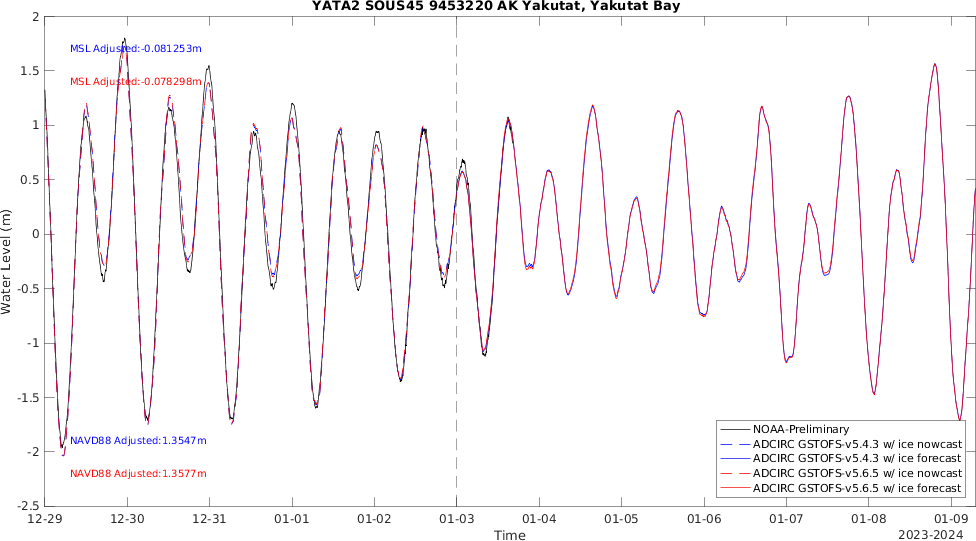 YATA2 SOUS45 9453220 AK Yakutat, Yakutat Bay
2
1.5
1
0.5
0
-0.5
-1
-1.5
-2
-2.5
Water Level (m)
MSL Adjusted:-0.081253m
MSL Adjusted:-0.078298m
NAVD88 Adjusted:1.3547m
NAVD88 Adjusted:1.3577m
NOAA-Preliminary
ADCIRC GSTOFS-v5.4.3 w/ ice nowcast
ADCIRC GSTOFS-v5.4.3 w/ ice forecast
ADCIRC GSTOFS-v5.6.5 w/ ice nowcast
ADCIRC GSTOFS-v5.6.5 w/ ice forecast
12-29 12-30 12-31 01-01 01-02 01-03 01-04 01-05 01-06 01-07 01-08 01-09
Time
2023-2024